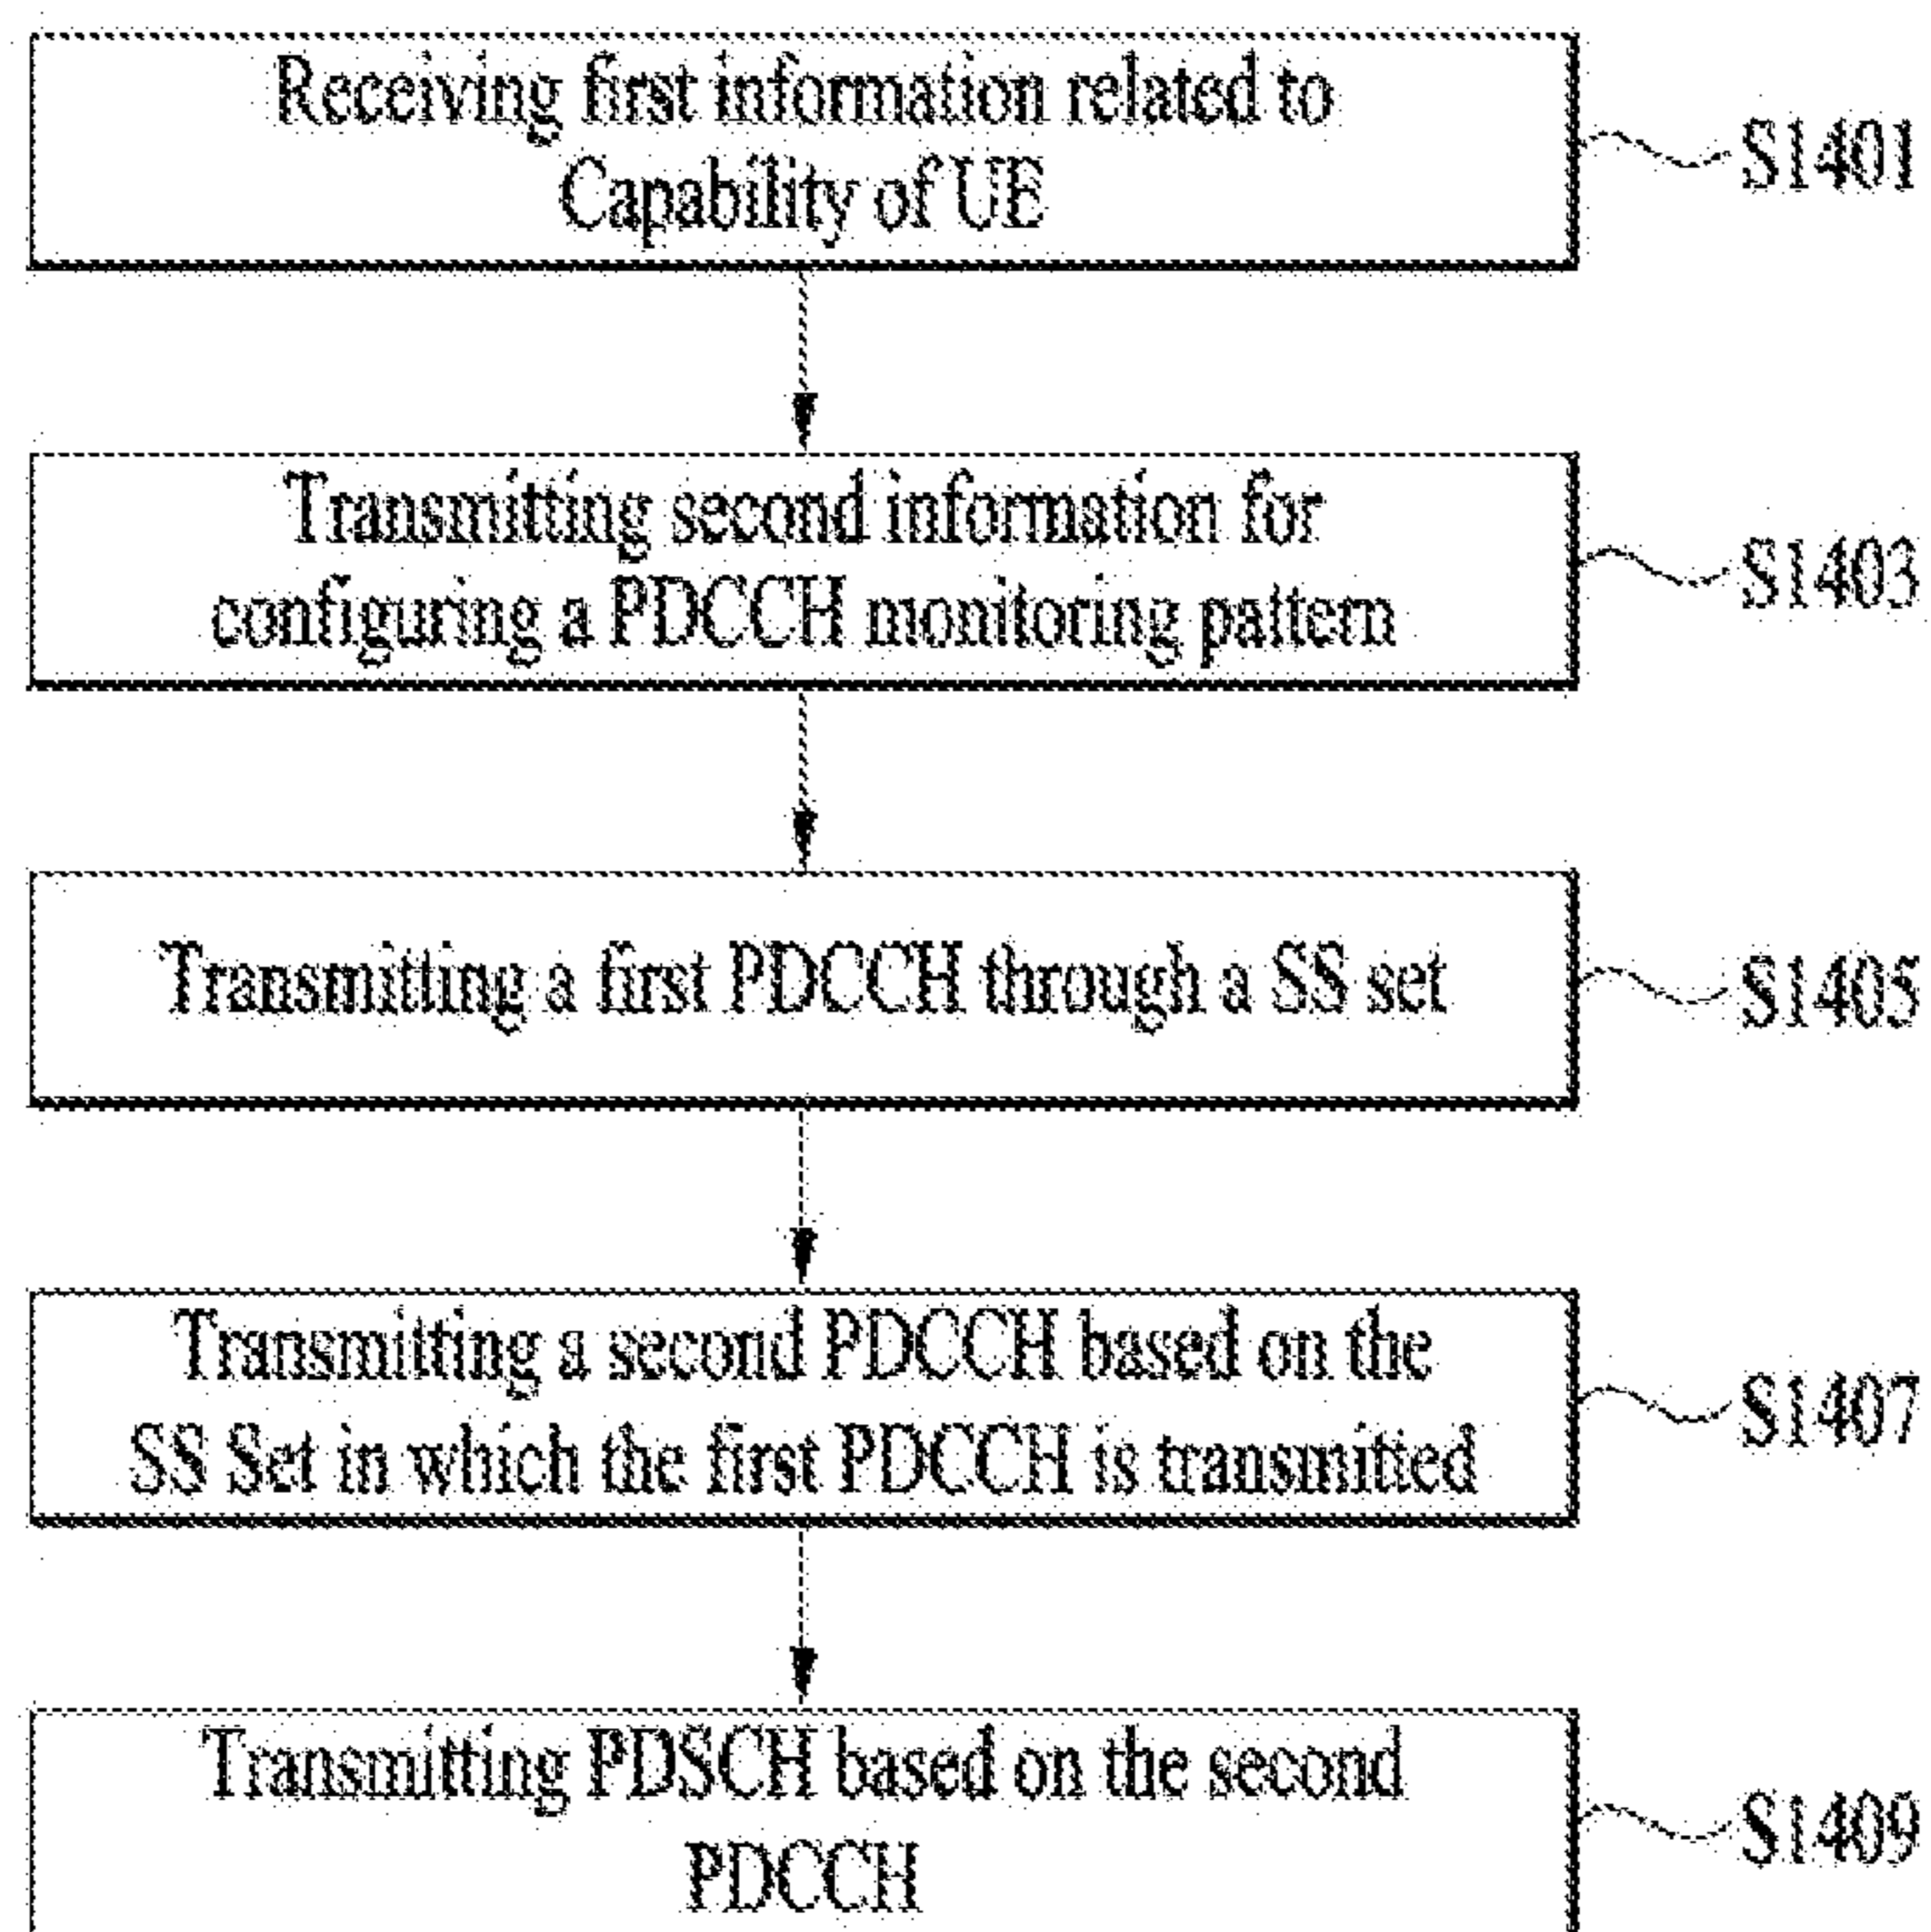 Receiving first information related to
Capability of UE
S1401
Transmitting second information for
configuring a PDCCH monitoring pattern
S1403
Transmitting a first PDCCH through a SS set
S1405
Transmitting a second PDCCH based on the
SS Set in which the first PDCCH is transmitted
S1407
Transmitting PDSCH based on the second
PDCCH
S1409